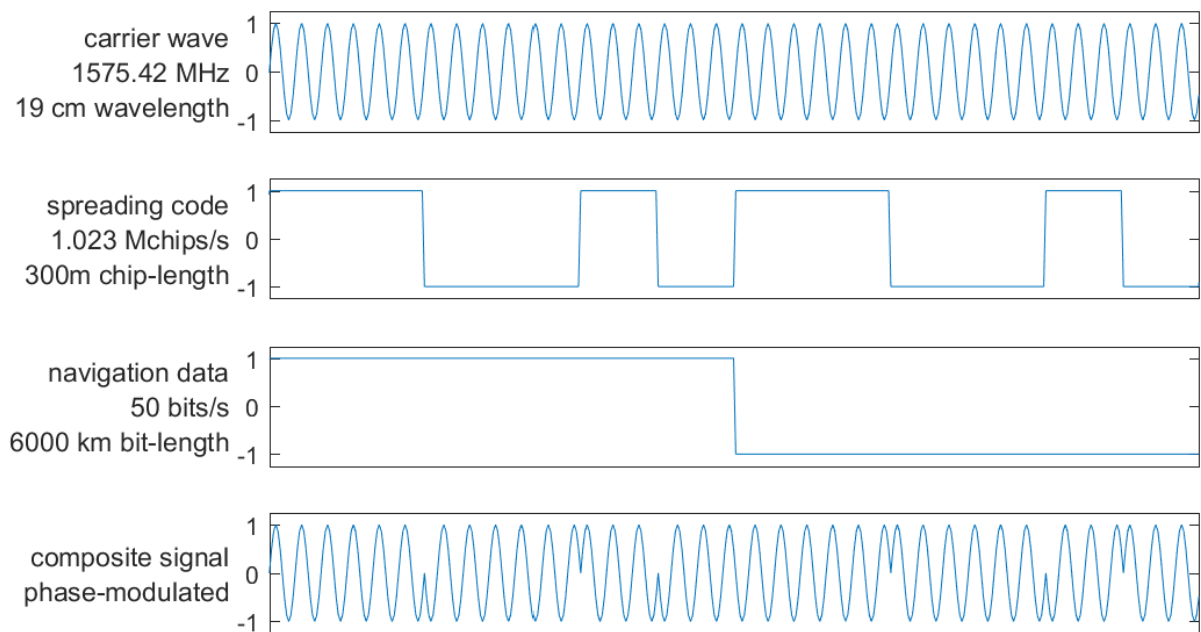 1
carrier wave
1575.42 MHz
0
19 cm wavelength
-1
1
spreading code
1.023 Mchips/s
0
300m chip-length
-1
1
navigation data
50 bits/s
0
6000 km bit-length
-1
1
composite signal
0
phase-modulated
-1